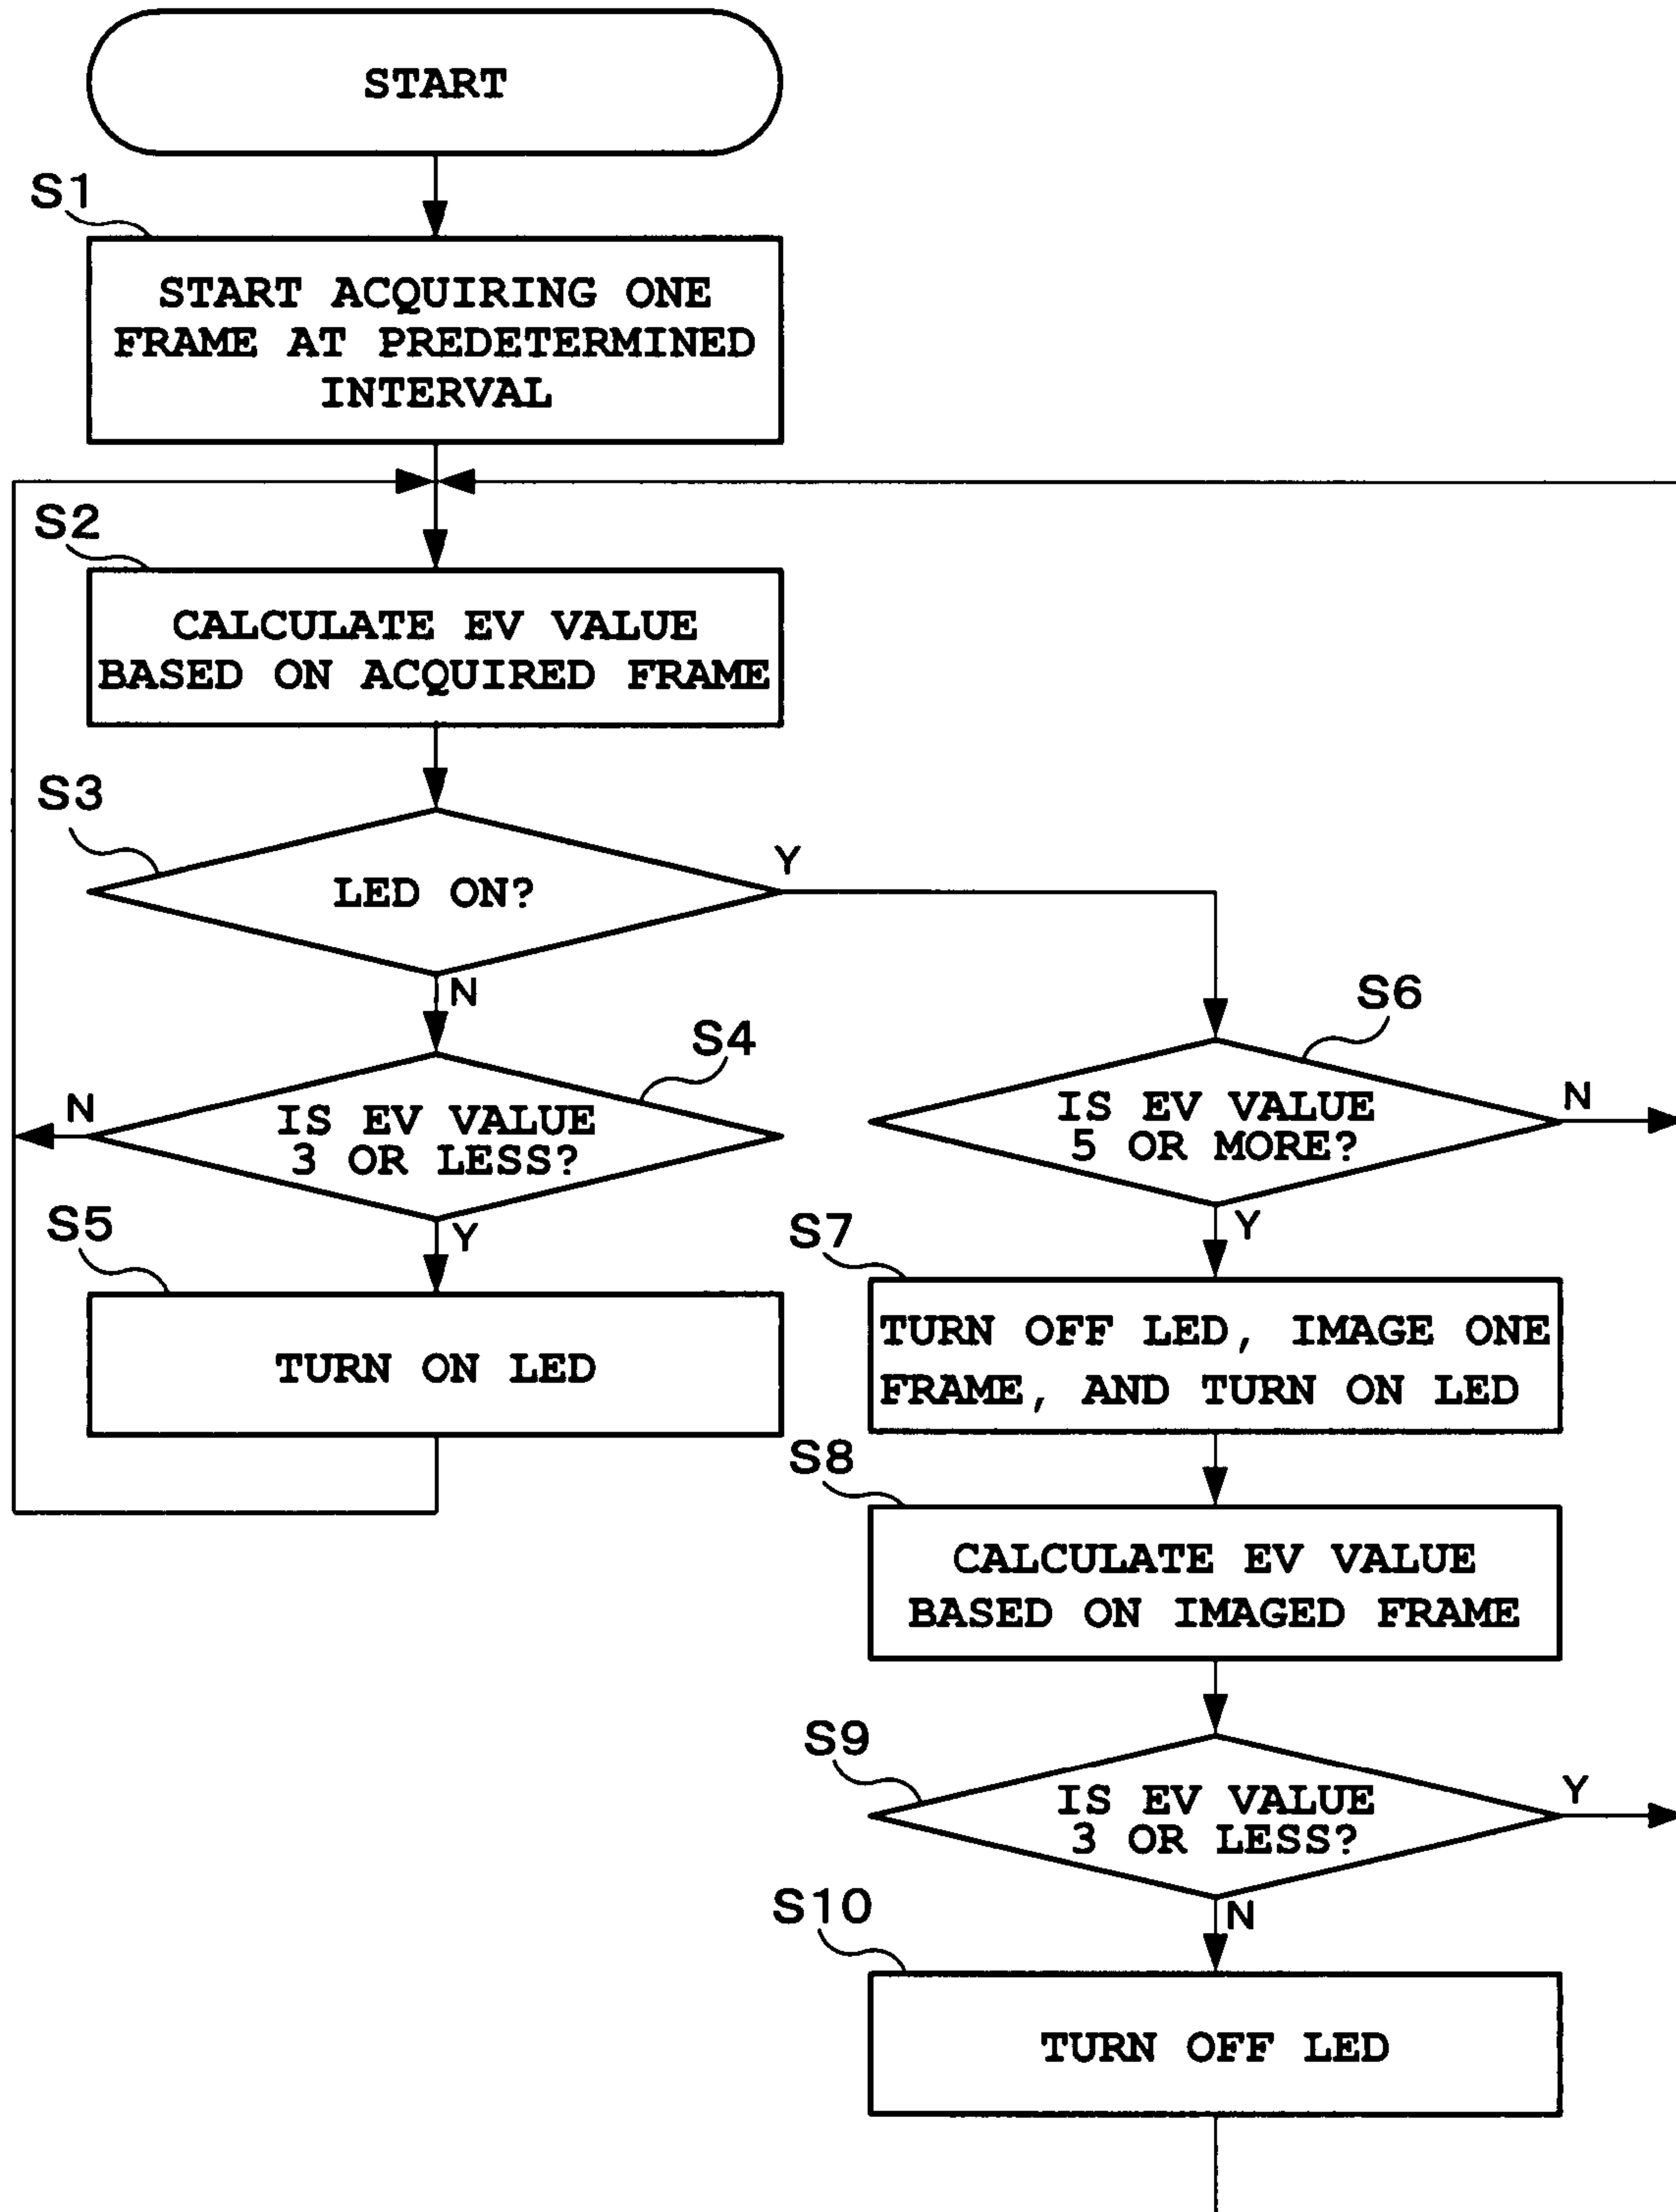 START
S1
START ACQUIRING ONE
FRAME AT PREDETERMINED
INTERVAL
S2
CALCULATE EV VALUE
BASED ON ACQUIRED FRAME
S3
LED ON?
Y
N
S4
IS EV VALUE
3 OR LESS?
N
Y
S5
TURN ON LED
S6
IS EV VALUE
5 OR MORE?
N
Y
S7
TURN OFF LED, IMAGE ONE
FRAME, AND TURN ON LED
S8
CALCULATE EV VALUE
BASED ON IMAGED FRAME
S9
IS EV VALUE
3 OR LESS?
Y
N
S10
TURN OFF LED